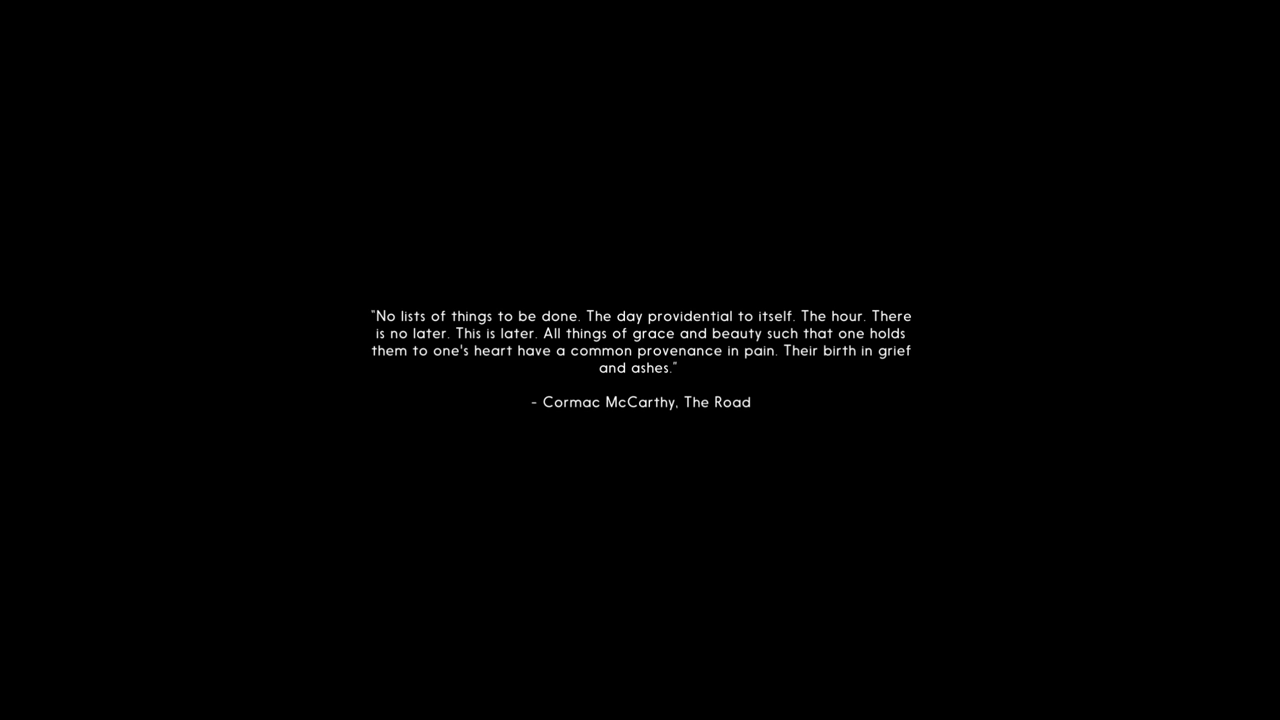 "No lists of things to be done. The day providential to itself. The hour. There
is no later. This is later. All things of grace and beauty such that one holds
them to one's heart have a common provenance in pain. Their birth in grief
and ashes."
- Cormac McCarthy, The Road